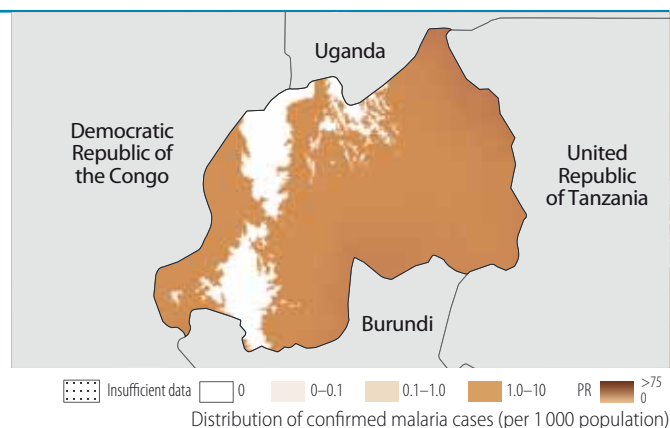 Uganda
Democratic
Republic of
the Congo
United
Republic
of Tanzania
Burundi
Insufficient data 0 0–0.1 0.1–1.0 1.0–10 PR >75
0
Distribution of confirmed malaria cases (per 1 000 population)